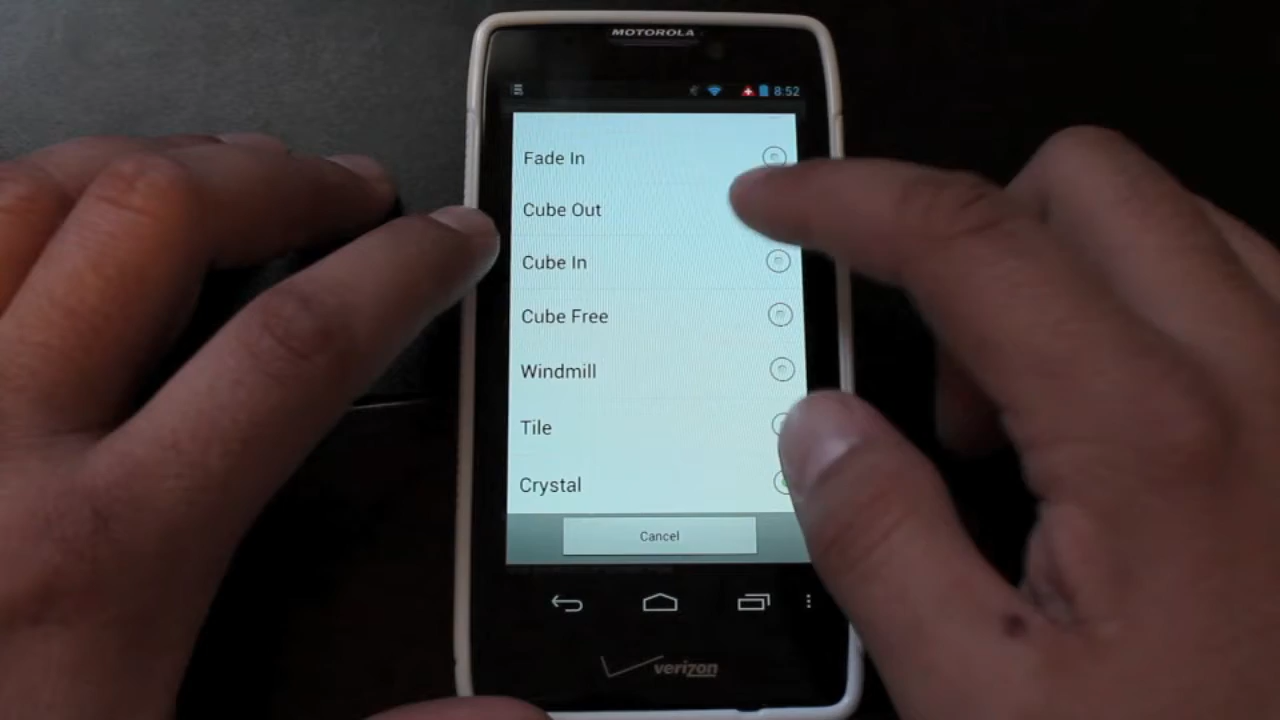 MOTOROLA
8:52
Fade In
Cube Out
Cube In
Cube Free
Windmill
Tile
Crystal
Cancel
verizon